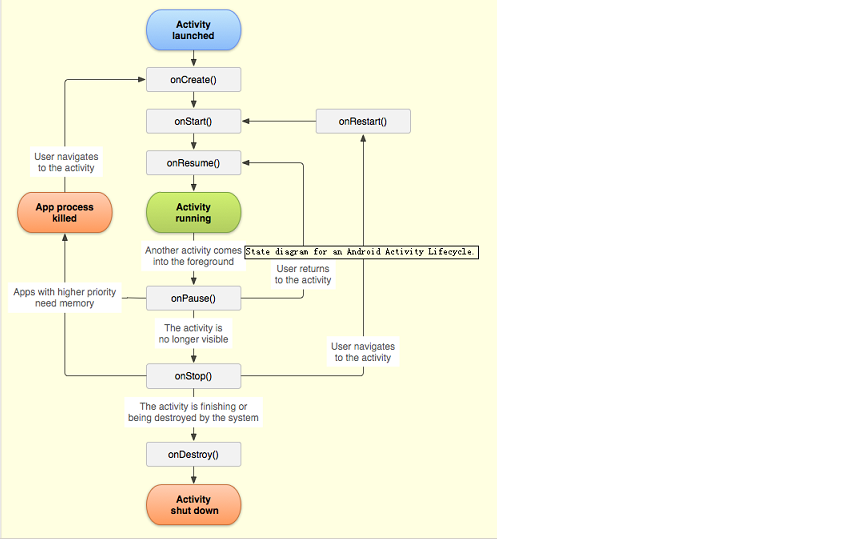 Activity
launched
onCreate()
onStart()
onRestart()
User navigates
to the activity
onResume()
App process
killed
Activity
running
Another activity comes
into the foreground
State diagram for an Android Activity Lifecycle.
User returns
to the activity
Apps with higher priority
need memory
onPause()
The activity is
no longer visible
User navigates
to the activity
onStop()
The activity is finishing or
being destroyed by the system
onDestroy()
Activity
shut down